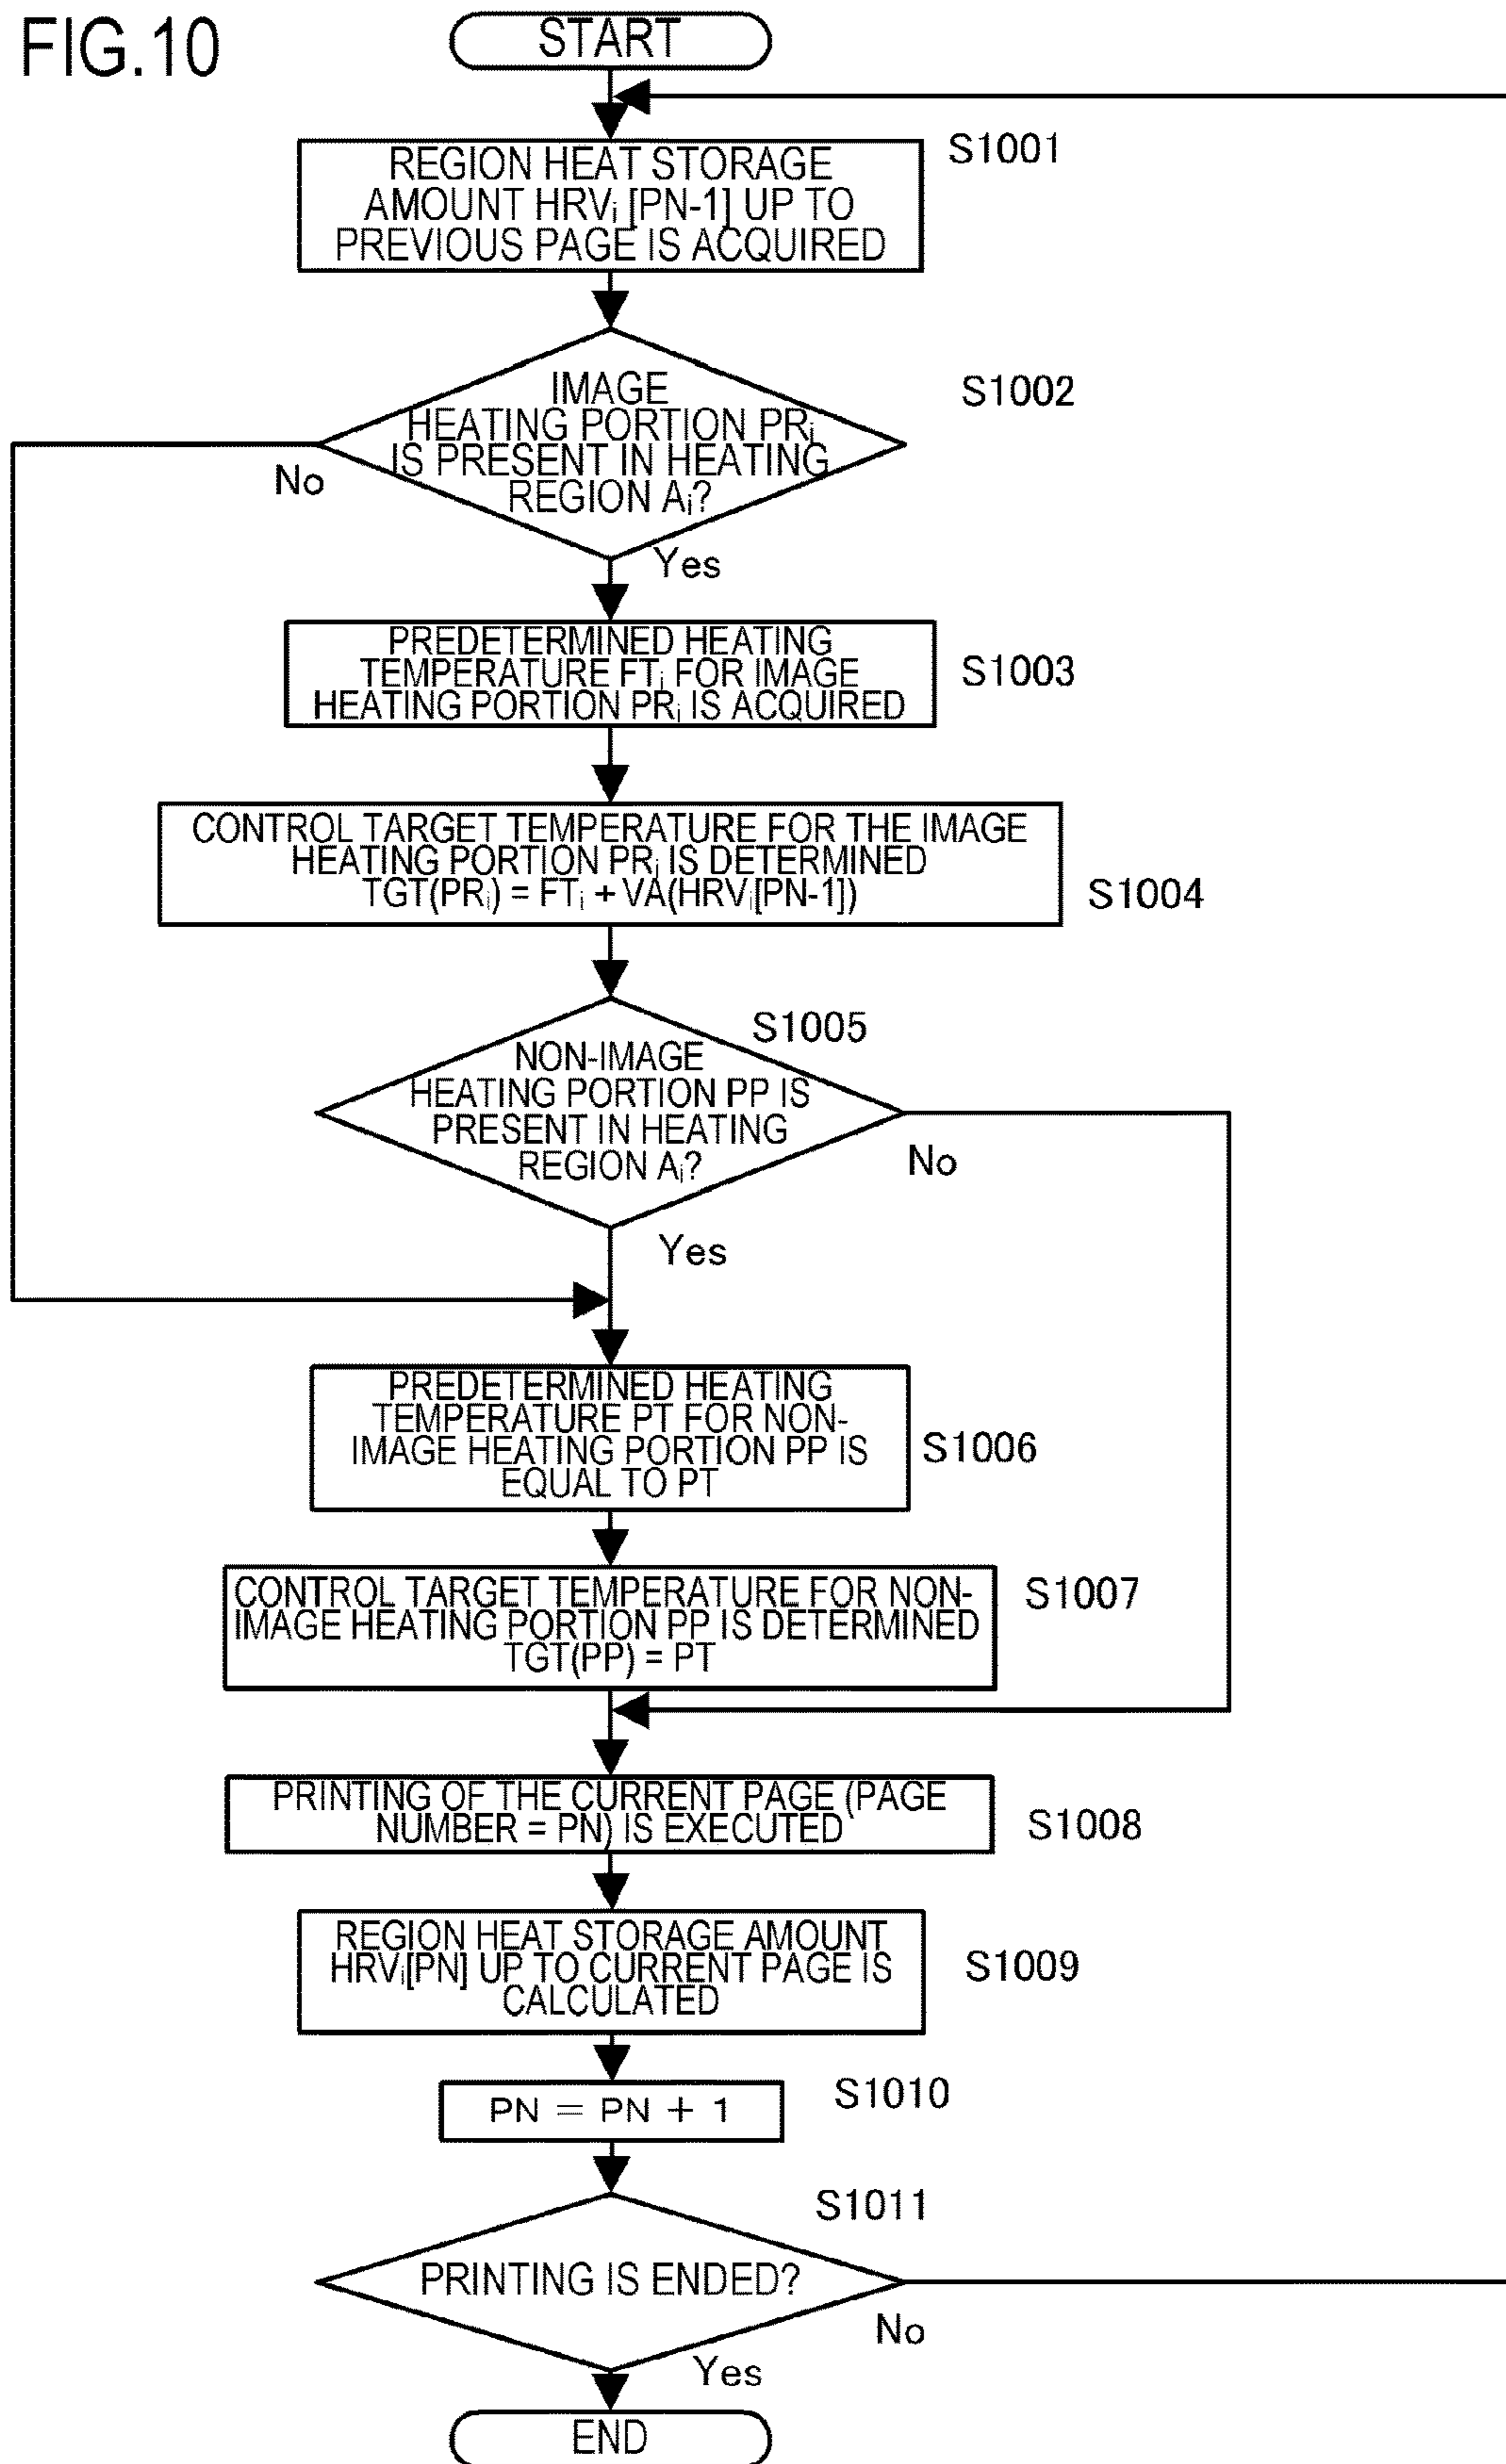 FIG.10
START
REGION HEAT STORAGE
AMOUNT HRVi [PN-1] UP TO
PREVIOUS PAGE IS ACQUIRED
S1001
IMAGE
HEATING PORTION PRi
IS PRESENT IN HEATING
REGION Ai?
S1002
No
Yes
PREDETERMINED HEATING
TEMPERATURE FTi FOR IMAGE
HEATING PORTION PRi IS ACQUIRED
S1003
CONTROL TARGET TEMPERATURE FOR THE IMAGE
HEATING PORTION PRi IS DETERMINED
TGT(PRi) = FTi + VA(HRVi[PN-1])
S1004
S1005
NON-IMAGE
HEATING PORTION PP IS
PRESENT IN HEATING
REGION Ai?
No
Yes
PREDETERMINED HEATING
TEMPERATURE PT FOR NON-
IMAGE HEATING PORTION PP IS
EQUAL TO PT
S1006
CONTROL TARGET TEMPERATURE FOR NON-
IMAGE HEATING PORTION PP IS DETERMINED
TGT(PP) = PT
S1007
PRINTING OF THE CURRENT PAGE (PAGE
NUMBER = PN) IS EXECUTED
S1008
REGION HEAT STORAGE AMOUNT
HRVi[PN] UP TO CURRENT PAGE IS
CALCULATED
S1009
PN = PN + 1
S1010
S1011
PRINTING IS ENDED?
No
Yes
END